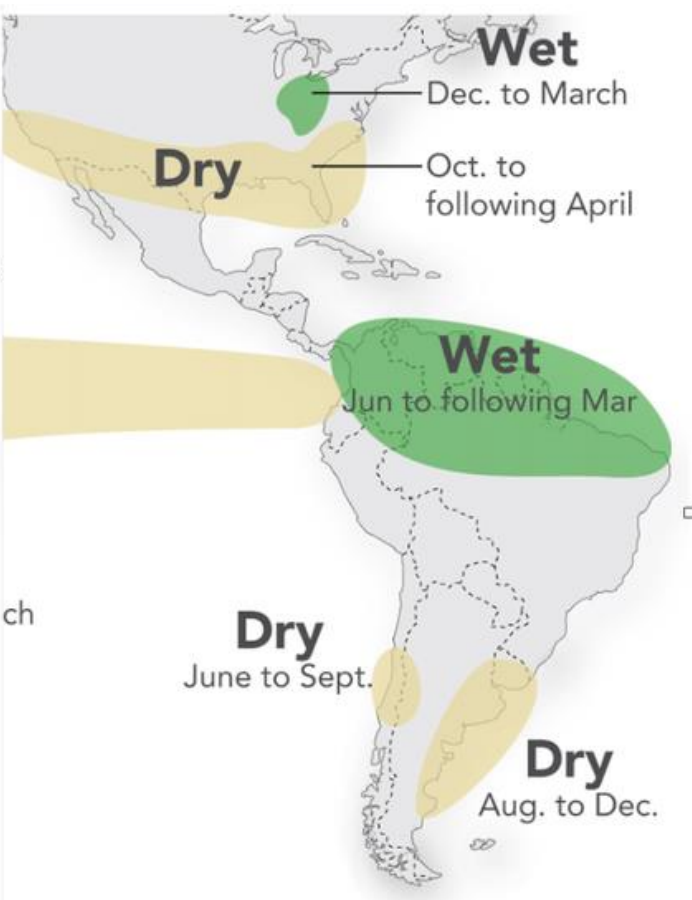 Wet
Dec. to March
Dry
Oct. to
following April
Wet
Jun to following Mar
ch
Dry
June to Sept.
Dry
Aug. to Dec.